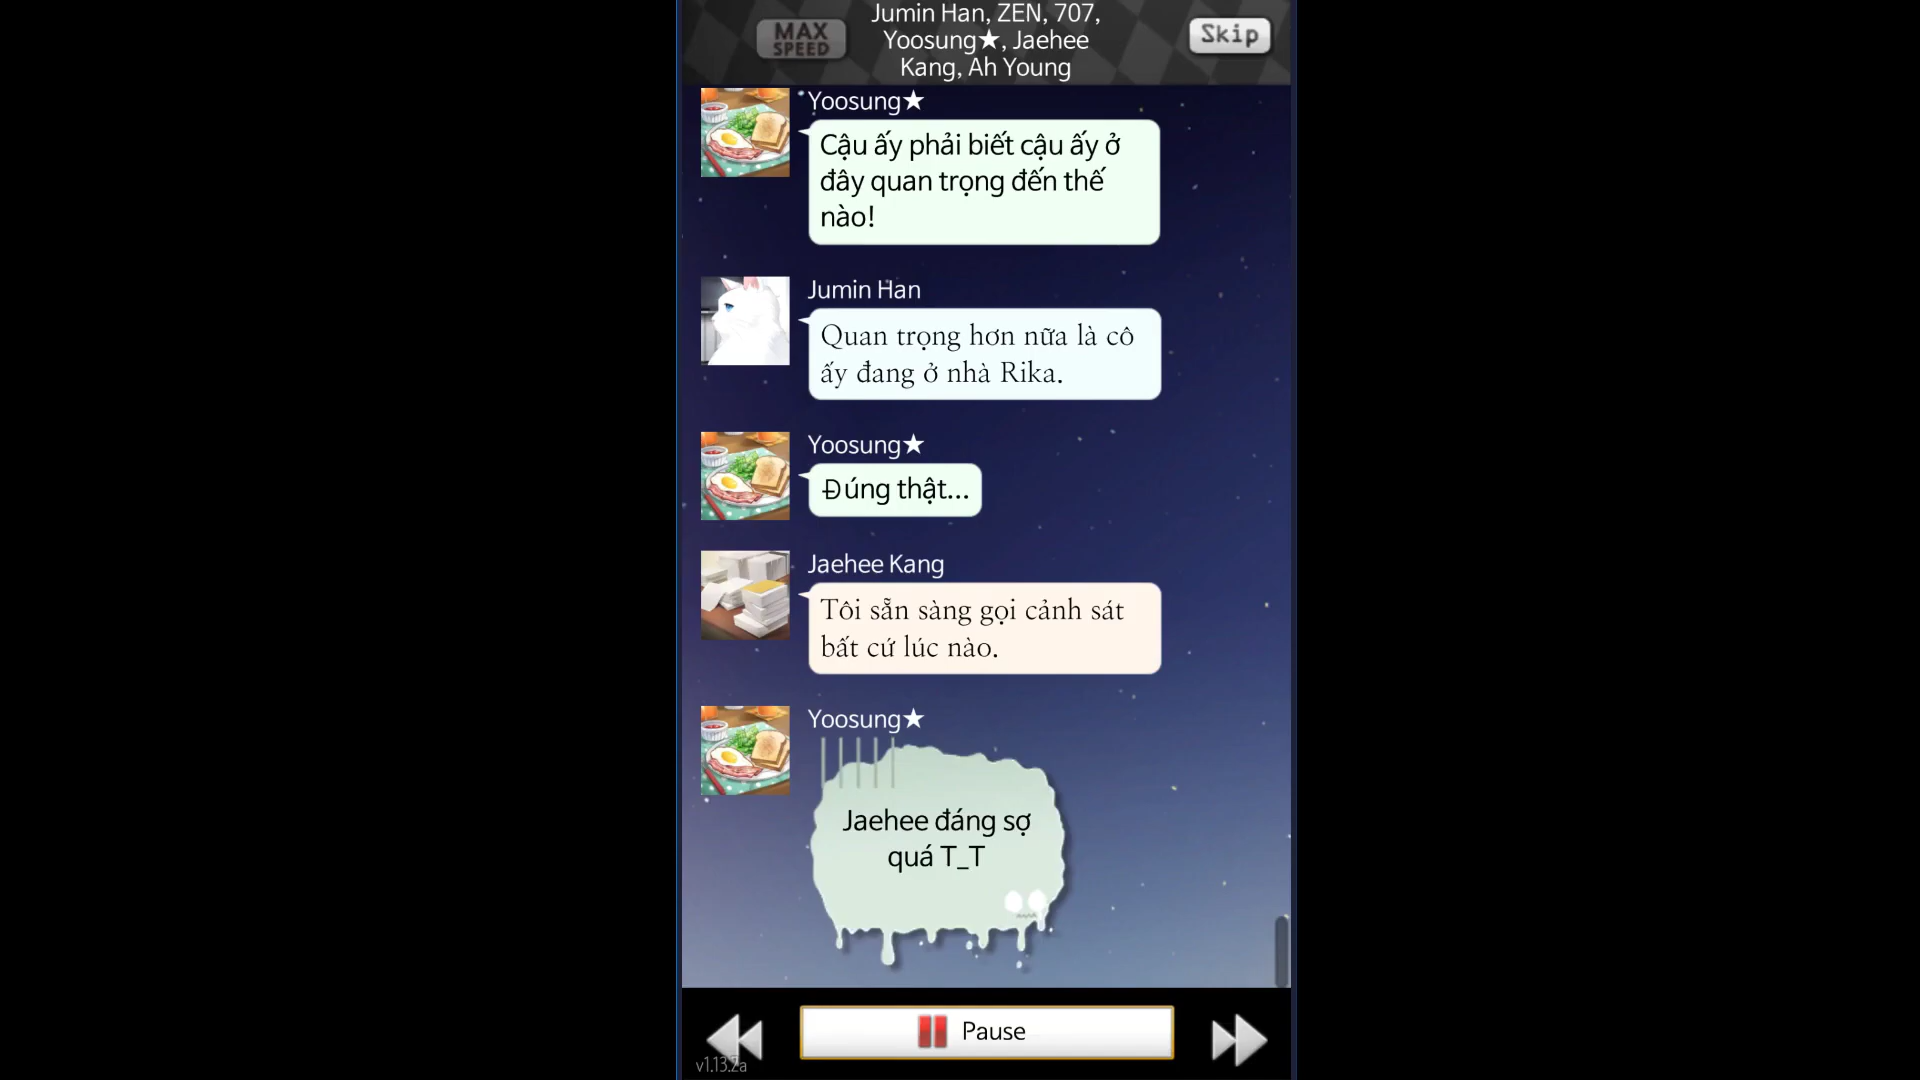 MAX
SPEED
Jumin Han, ZEN, 707,
Yoosung★, Jaehee
Kang, Ah Young
Skip
Yoosung★
Cậu ấy phải biết cậu ấy ở
đây quan trọng đến thế
nào!
Jumin Han
Quan trọng hơn nữa là cô
ấy đang ở nhà Rika.
Yoosung★
Đúng thật...
Jaehee Kang
Tôi sẵn sàng gọi cảnh sát
bất cứ lúc nào.
Yoosung★
Jaehee đáng sợ
quá T_T
Pause
v1.13.2a